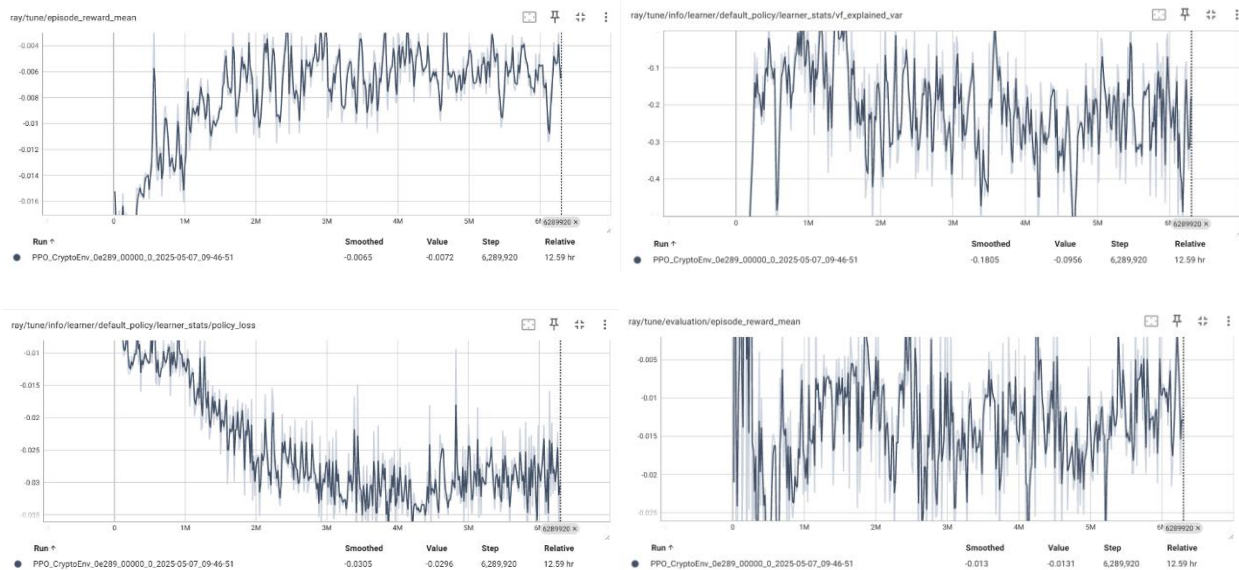 ray/tune/episode_reward_mean
-0.004
-0.006
-0.008
-0.01
-0.012
-0.014
-0.016
0 1M 2M 3M 4M 5M 6289920 ×
Run ↑ Smoothed Value Step Relative
PPO_CryptoEnv_0e289_00000_0_2025-05-07_09-46-51 -0.0065 -0.0072 6,289,920 12.59 hr
ray/tune/info/learner/default_policy/learner_stats/vf_explained_var
-0.1
-0.2
-0.3
-0.4
0 1M 2M 3M 4M 5M 6289920 ×
Run ↑ Smoothed Value Step Relative
PPO_CryptoEnv_0e289_00000_0_2025-05-07_09-46-51 -0.1805 -0.0956 6,289,920 12.59 hr
ray/tune/info/learner/default_policy/learner_stats/policy_loss
-0.01
-0.015
-0.02
-0.025
-0.03
-0.035
0 1M 2M 3M 4M 5M 6289920 ×
Run ↑ Smoothed Value Step Relative
PPO_CryptoEnv_0e289_00000_0_2025-05-07_09-46-51 -0.0305 -0.0296 6,289,920 12.59 hr
ray/tune/evaluation/episode_reward_mean
-0.005
-0.01
-0.015
-0.02
0 1M 2M 3M 4M 5M 6289920 ×
Run ↑ Smoothed Value Step Relative
PPO_CryptoEnv_0e289_00000_0_2025-05-07_09-46-51 -0.013 -0.0131 6,289,920 12.59 hr